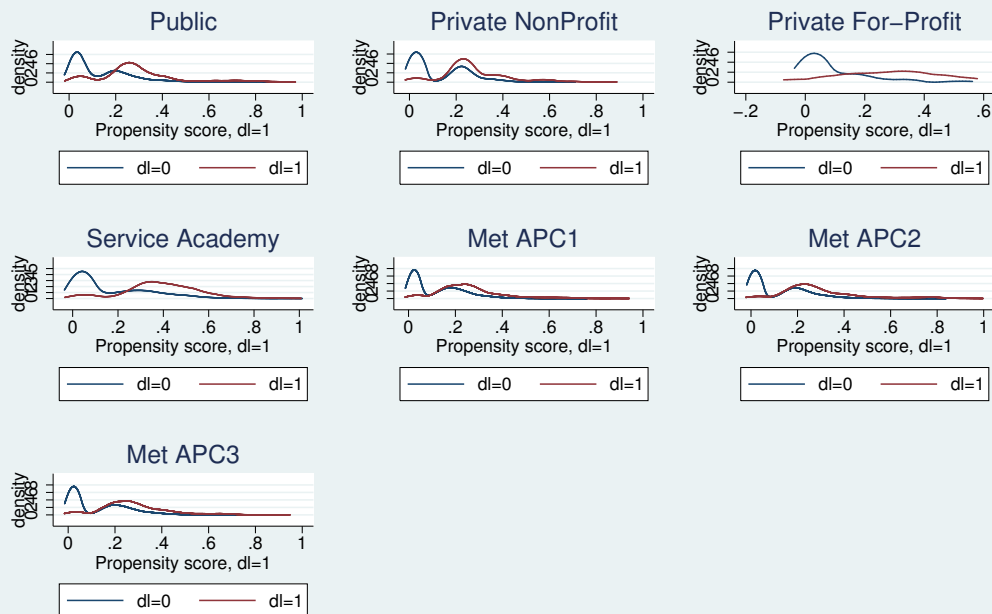 Public
density
0246
0 .2 .4 .6 .8 1
Propensity score, dl=1
dl=0 dl=1
Private NonProfit
density
0246
0 .2 .4 .6 .8 1
Propensity score, dl=1
dl=0 dl=1
Private For−Profit
density
0246
−.2 0 .2 .4 .6
Propensity score, dl=1
dl=0 dl=1
Service Academy
density
0 .2 .4 .6 .8 1
Propensity score, dl=1
dl=0 dl=1
Met APC1
density
02468
0 .2 .4 .6 .8 1
Propensity score, dl=1
dl=0 dl=1
Met APC2
density
02468
0 .2 .4 .6 .8 1
Propensity score, dl=1
dl=0 dl=1
Met APC3
density
02468
0 .2 .4 .6 .8 1
Propensity score, dl=1
dl=0 dl=1